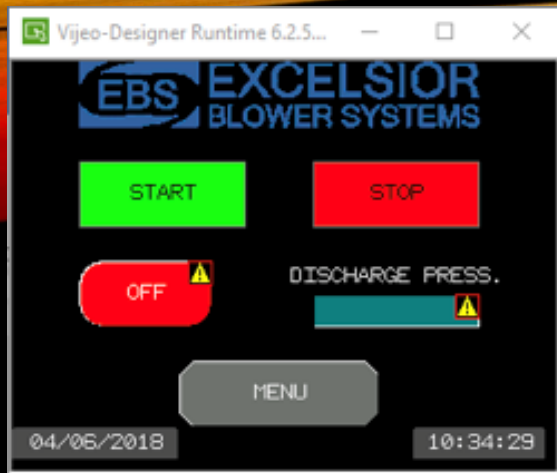 Vijeo-Designer Runtime 6.2.5...
EBS EXCELSIOR
BLOWER SYSTEMS
START STOP
OFF
DISCHARGE PRESS.
MENU
04/06/2018 10:34:29